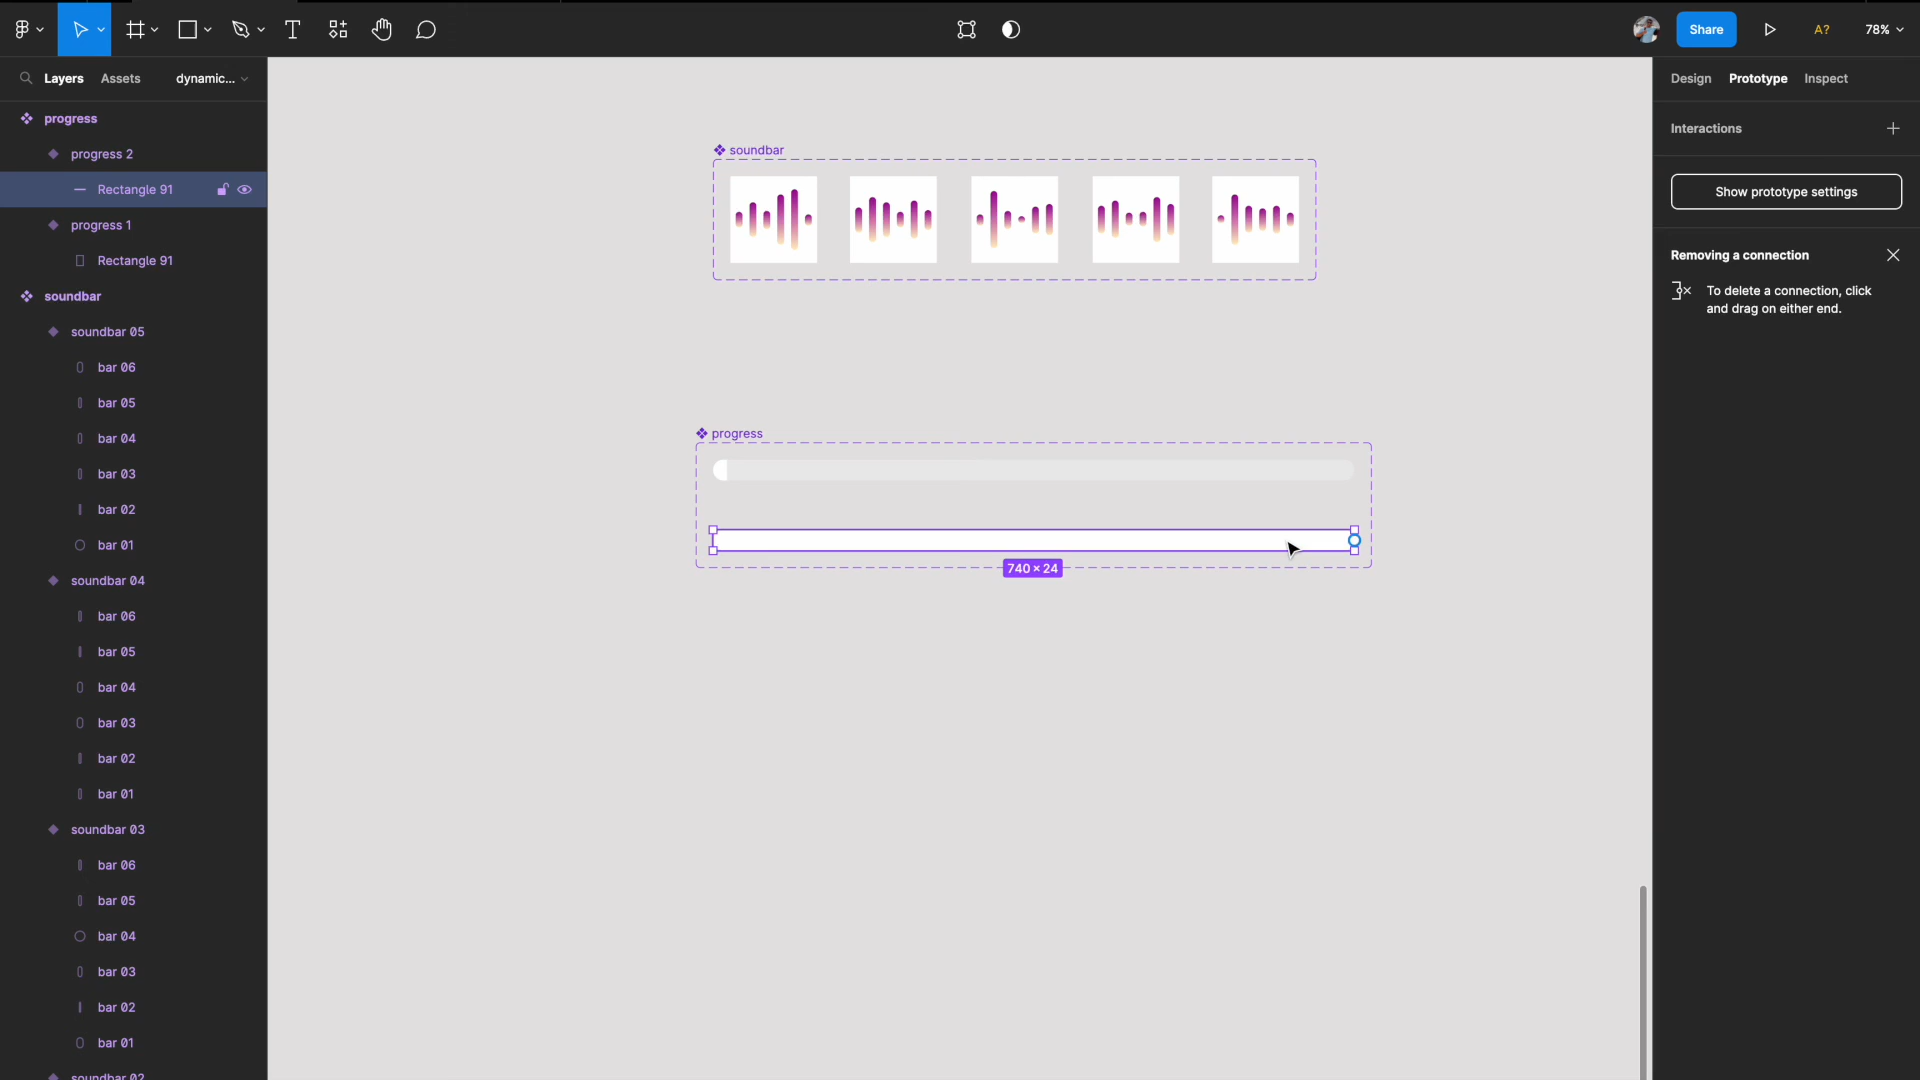 Share
A?
78%
Layers
Assets
dynamic...
Design
Prototype
Inspect
progress
progress 2
Rectangle 91
progress 1
Rectangle 91
soundbar
soundbar 05
bar 06
bar 05
bar 04
bar 03
bar 02
bar 01
soundbar 04
bar 06
bar 05
bar 04
bar 03
bar 02
bar 01
soundbar 03
bar 06
bar 05
bar 04
bar 03
bar 02
bar 01
soundbar 02
soundbar
progress
740 × 24
Interactions
Show prototype settings
Removing a connection
To delete a connection, click
and drag on either end.